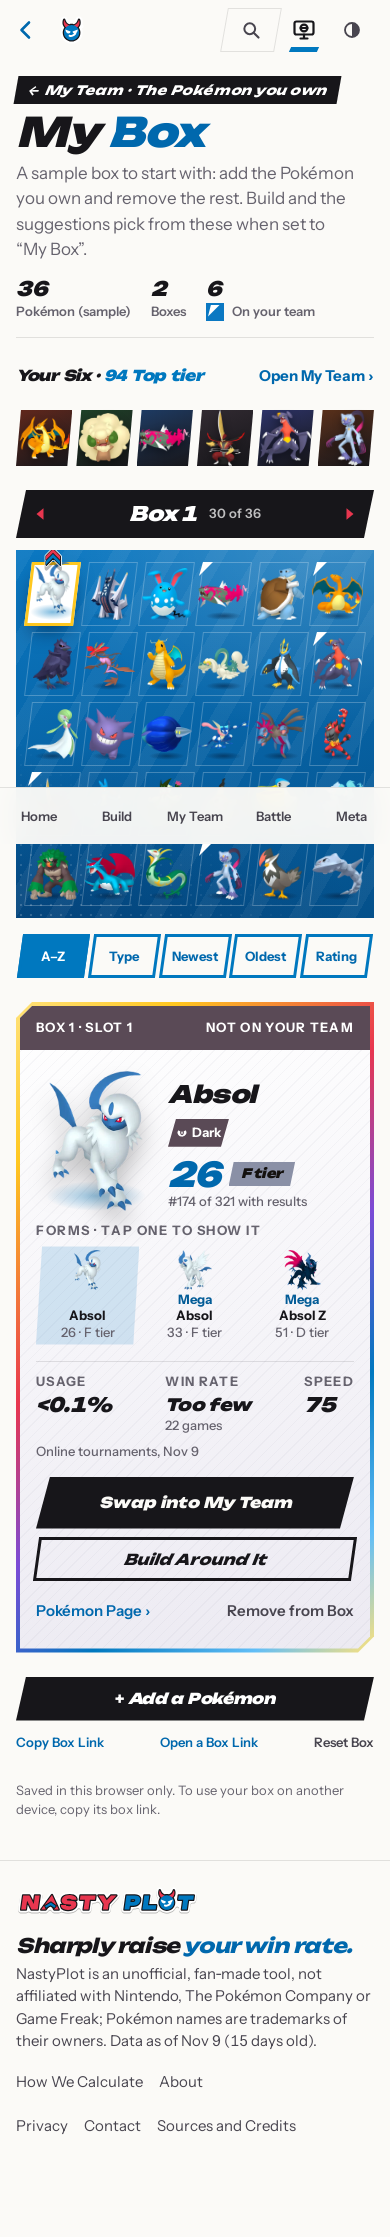 ← My Team · The Pokémon you own
My Box
A sample box to start with: add the Pokémon
you own and remove the rest. Build and the
suggestions pick from these when set to
“My Box”.
36 2 6
Pokémon (sample) Boxes On your team
Your Six · 94 Top tier Open My Team ›
Box 1 30 of 36
Home Build My Team Battle Meta
A–Z Type Newest Oldest Rating
BOX 1 · SLOT 1 NOT ON YOUR TEAM
Absol
Dark
26 F tier
#174 of 321 with results
FORMS · TAP ONE TO SHOW IT
Absol
26 · F tier
Mega
Absol
33 · F tier
Mega
Absol Z
51 · D tier
USAGE WIN RATE SPEED
<0.1% Too few 75
22 games
Online tournaments, Nov 9
Swap into My Team
Build Around It
Pokémon Page › Remove from Box
+ Add a Pokémon
Copy Box Link Open a Box Link Reset Box
Saved in this browser only. To use your box on another
device, copy its box link.
NASTY PLOT
Sharply raise your win rate.
NastyPlot is an unofficial, fan-made tool, not
affiliated with Nintendo, The Pokémon Company or
Game Freak; Pokémon names are trademarks of
their owners. Data as of Nov 9 (15 days old).
How We Calculate About
Privacy Contact Sources and Credits